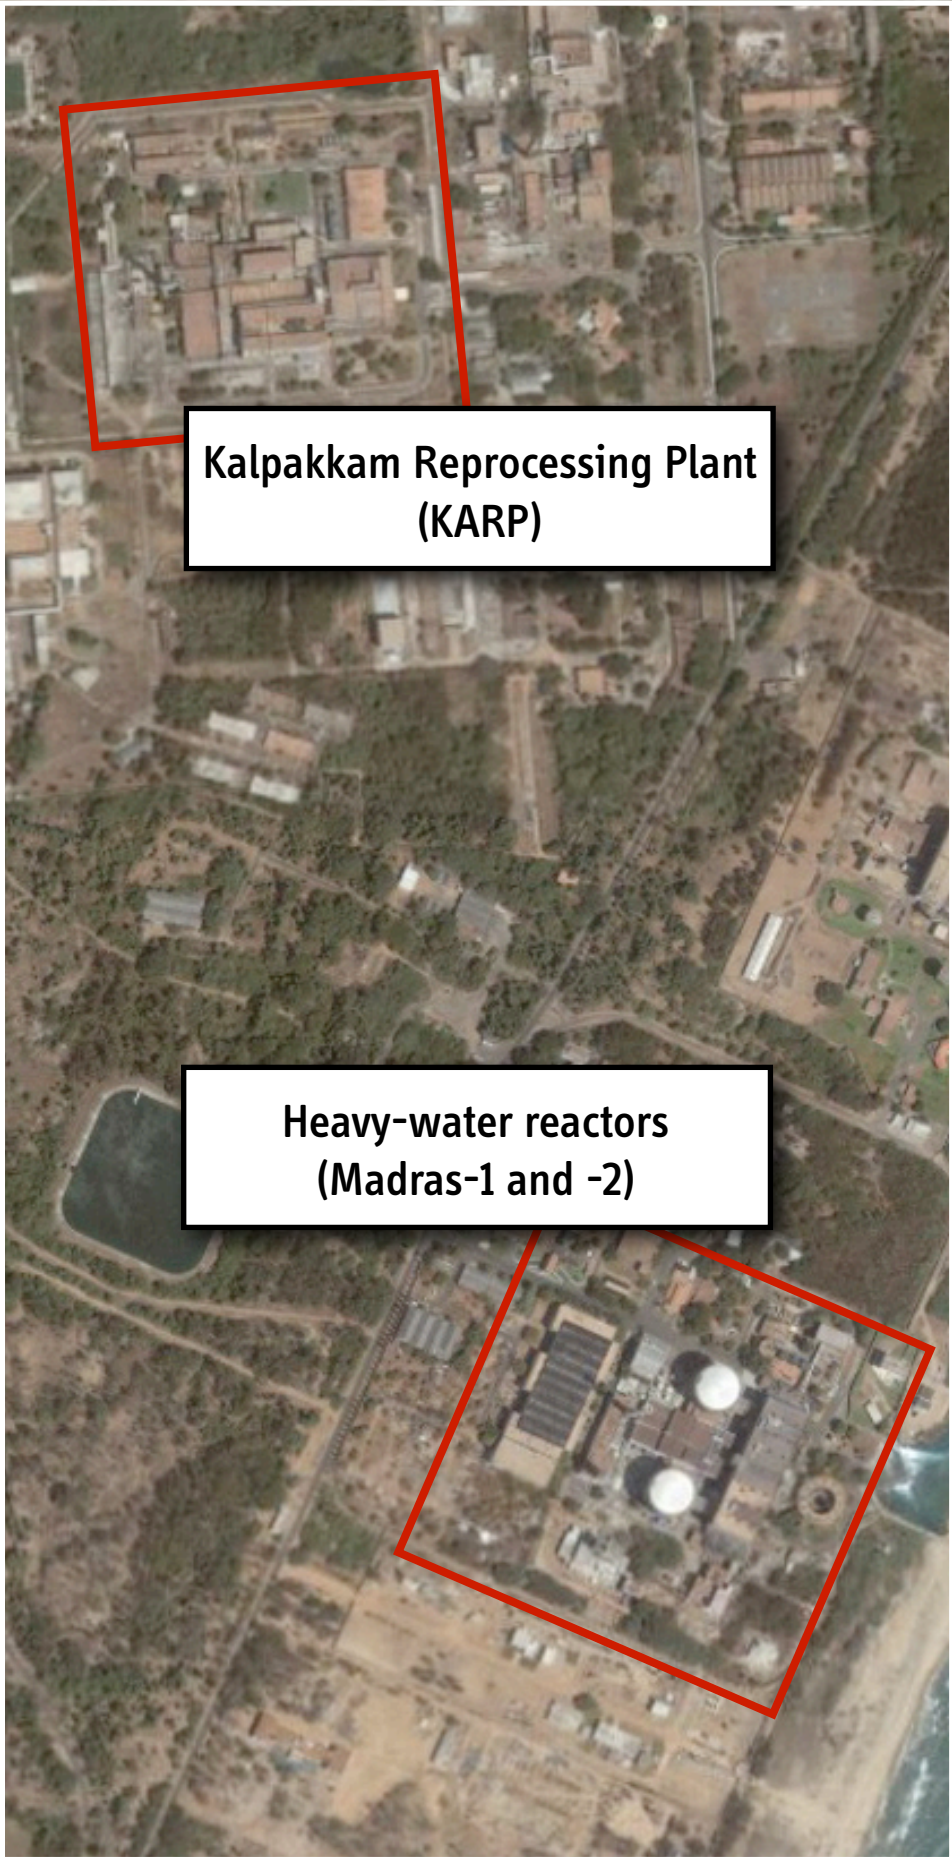 Kalpakkam Reprocessing Plant
(KARP)
Heavy-water reactors
(Madras-1 and -2)